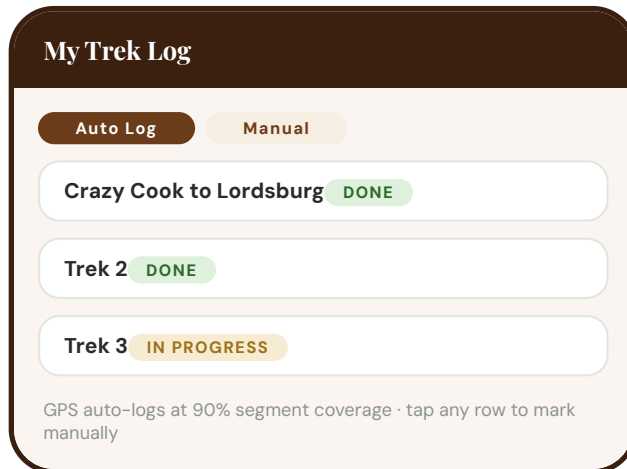 My Trek Log
Auto Log Manual
Crazy Cook to Lordsburg DONE
Trek 2 DONE
Trek 3 IN PROGRESS
GPS auto-logs at 90% segment coverage · tap any row to mark
manually